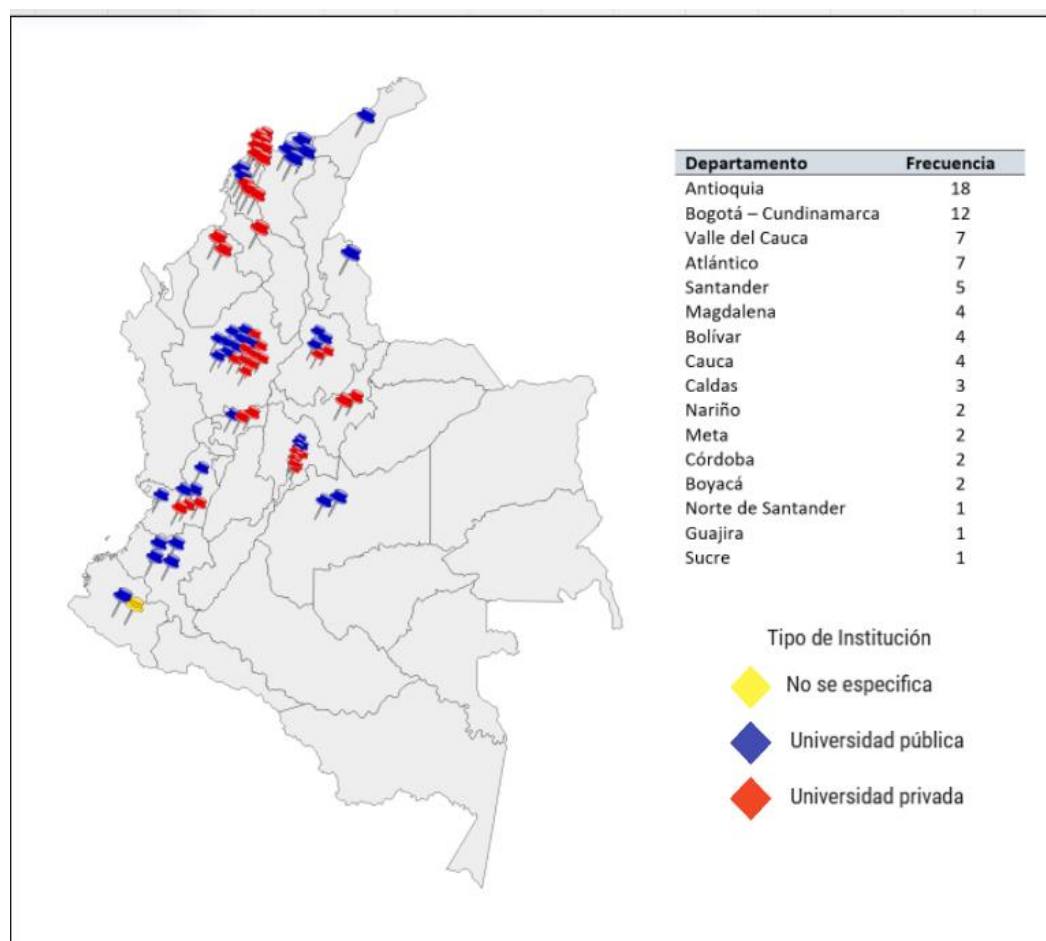 Departamento Frecuencia
Antioquia 18
Bogotá – Cundinamarca 12
Valle del Cauca 7
Atlántico 7
Santander 5
Magdalena 4
Bolívar 4
Cauca 4
Caldas 3
Nariño 2
Meta 2
Córdoba 2
Boyacá 2
Norte de Santander 1
Guajira 1
Sucre 1
Tipo de Institución
No se especifica
Universidad pública
Universidad privada